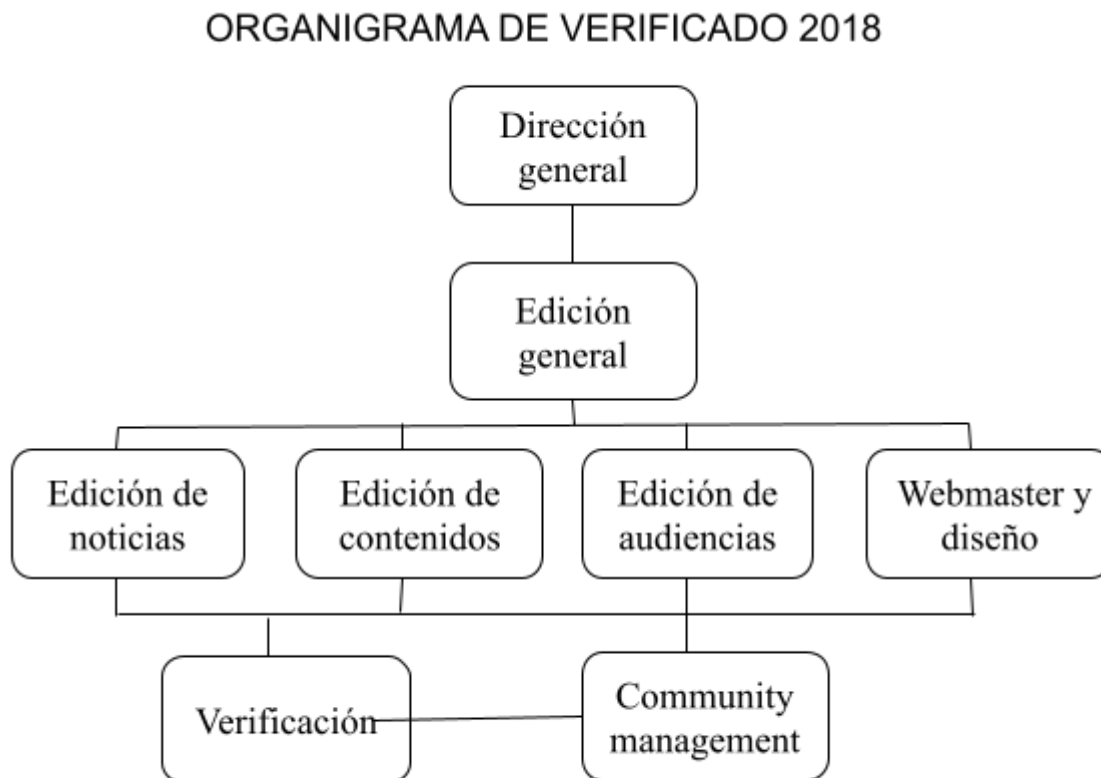 ORGANIGRAMA DE VERIFICADO 2018
Dirección
general
Edición
general
Edición de
noticias
Edición de
contenidos
Edición de
audiencias
Webmaster y
diseño
Verificación
Community
management